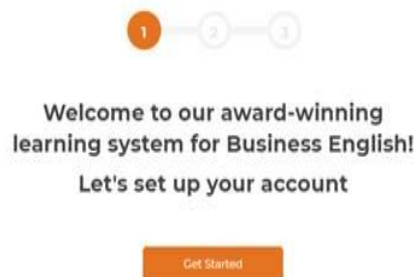 1 2 3
Welcome to our award-winning
learning system for Business English!
Let's set up your account
Get Started